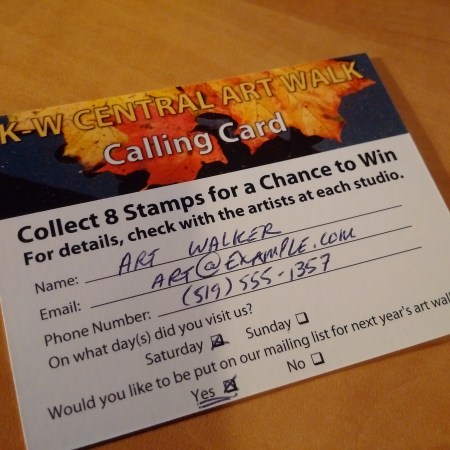 K-W CENTRAL ART WALK
Calling Card
Collect 8 Stamps for a Chance to Win
For details, check with the artists at each studio.
Name: ART WALKER
Email: ART@EXAMPLE.COM
Phone Number: (519) 555-1357
On what day(s) did you visit us?
Saturday ☒ Sunday ☐
Would you like to be put on our mailing list for next year's art wal
Yes ☒ No ☐